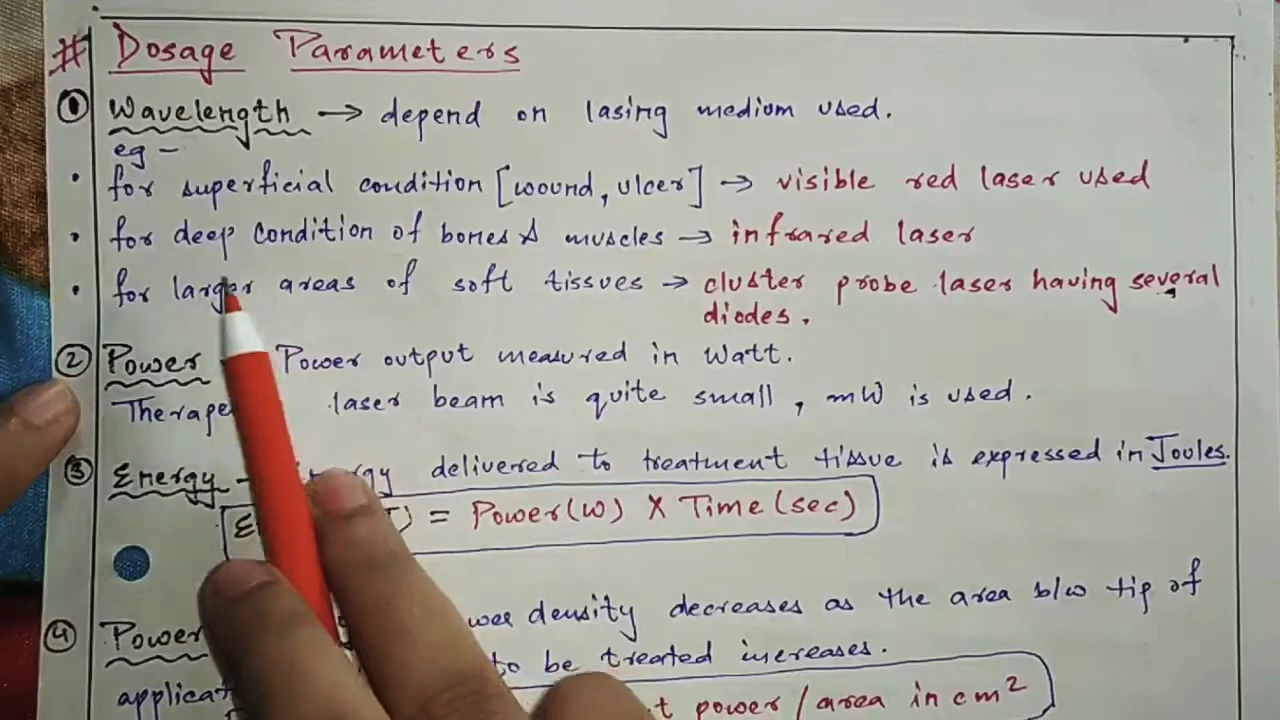 # Dosage Parameters
① Wavelength → depend on lasing medium used.
eg -
• for superficial condition [wound, ulcer] → visible red laser used
• for deep condition of bones & muscles → infrared laser
• for larger areas of soft tissues → cluster probe laser having several
diodes.
② Power Power output measured in Watt.
laser beam is quite small, mW is used.
③ Energy - delivered to treatment tissue is expressed in Joules.
= Power(W) X Time(sec)
④ Power density decreases as the area b/w tip of
to be treated increases.
power / area in cm²